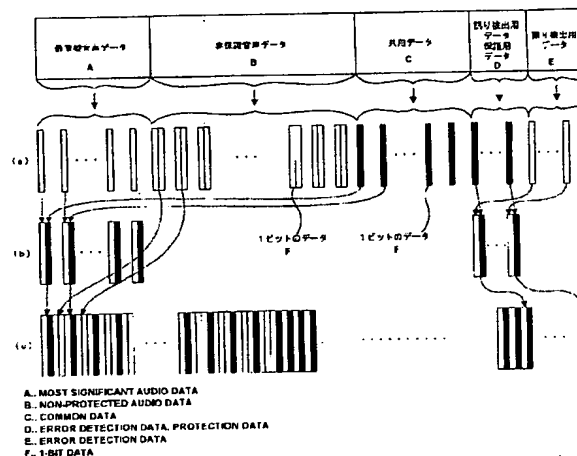 最重要音声データ
A
非保護音声データ
B
共用データ
C
誤り検出用
データ
保護用
データ
D
誤り検出用
データ
E
(a)
1ビットのデータ
F
1ビットのデータ
F
(b)
(c)
A.. MOST SIGNIFICANT AUDIO DATA
B.. NON-PROTECTED AUDIO DATA
C.. COMMON DATA
D.. ERROR DETECTION DATA, PROTECTION DATA
E.. ERROR DETECTION DATA
F.. 1-BIT DATA